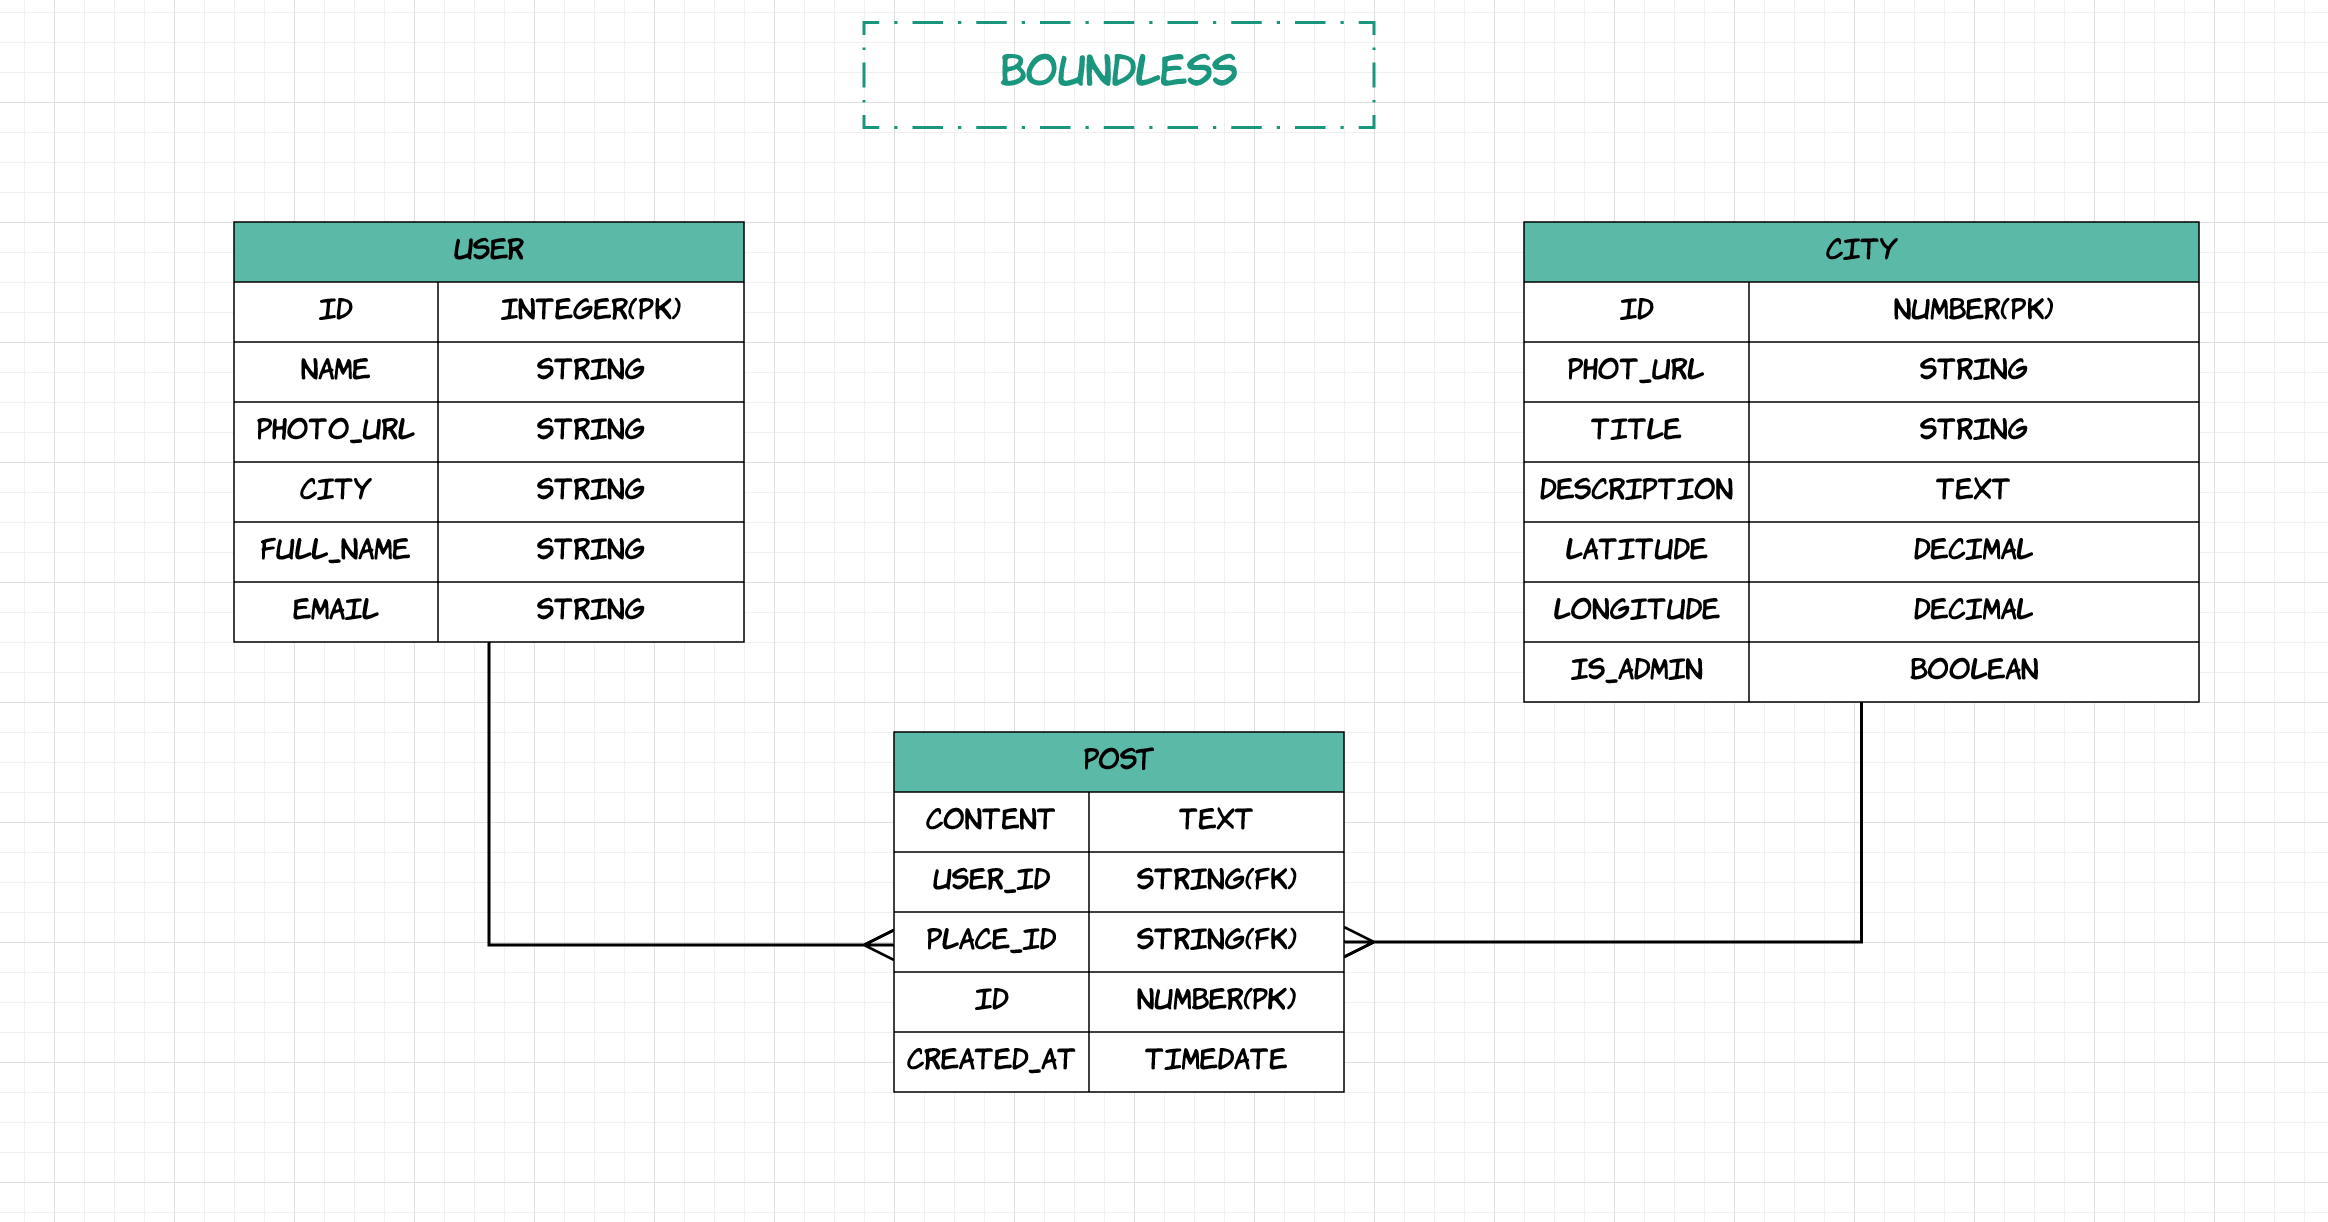 BOUNDLESS
USER
ID INTEGER(PK)
NAME STRING
PHOTO_URL STRING
CITY STRING
FULL_NAME STRING
EMAIL STRING
CITY
ID NUMBER(PK)
PHOT_URL STRING
TITLE STRING
DESCRIPTION TEXT
LATITUDE DECIMAL
LONGITUDE DECIMAL
IS_ADMIN BOOLEAN
POST
CONTENT TEXT
USER_ID STRING(FK)
PLACE_ID STRING(FK)
ID NUMBER(PK)
CREATED_AT TIMEDATE